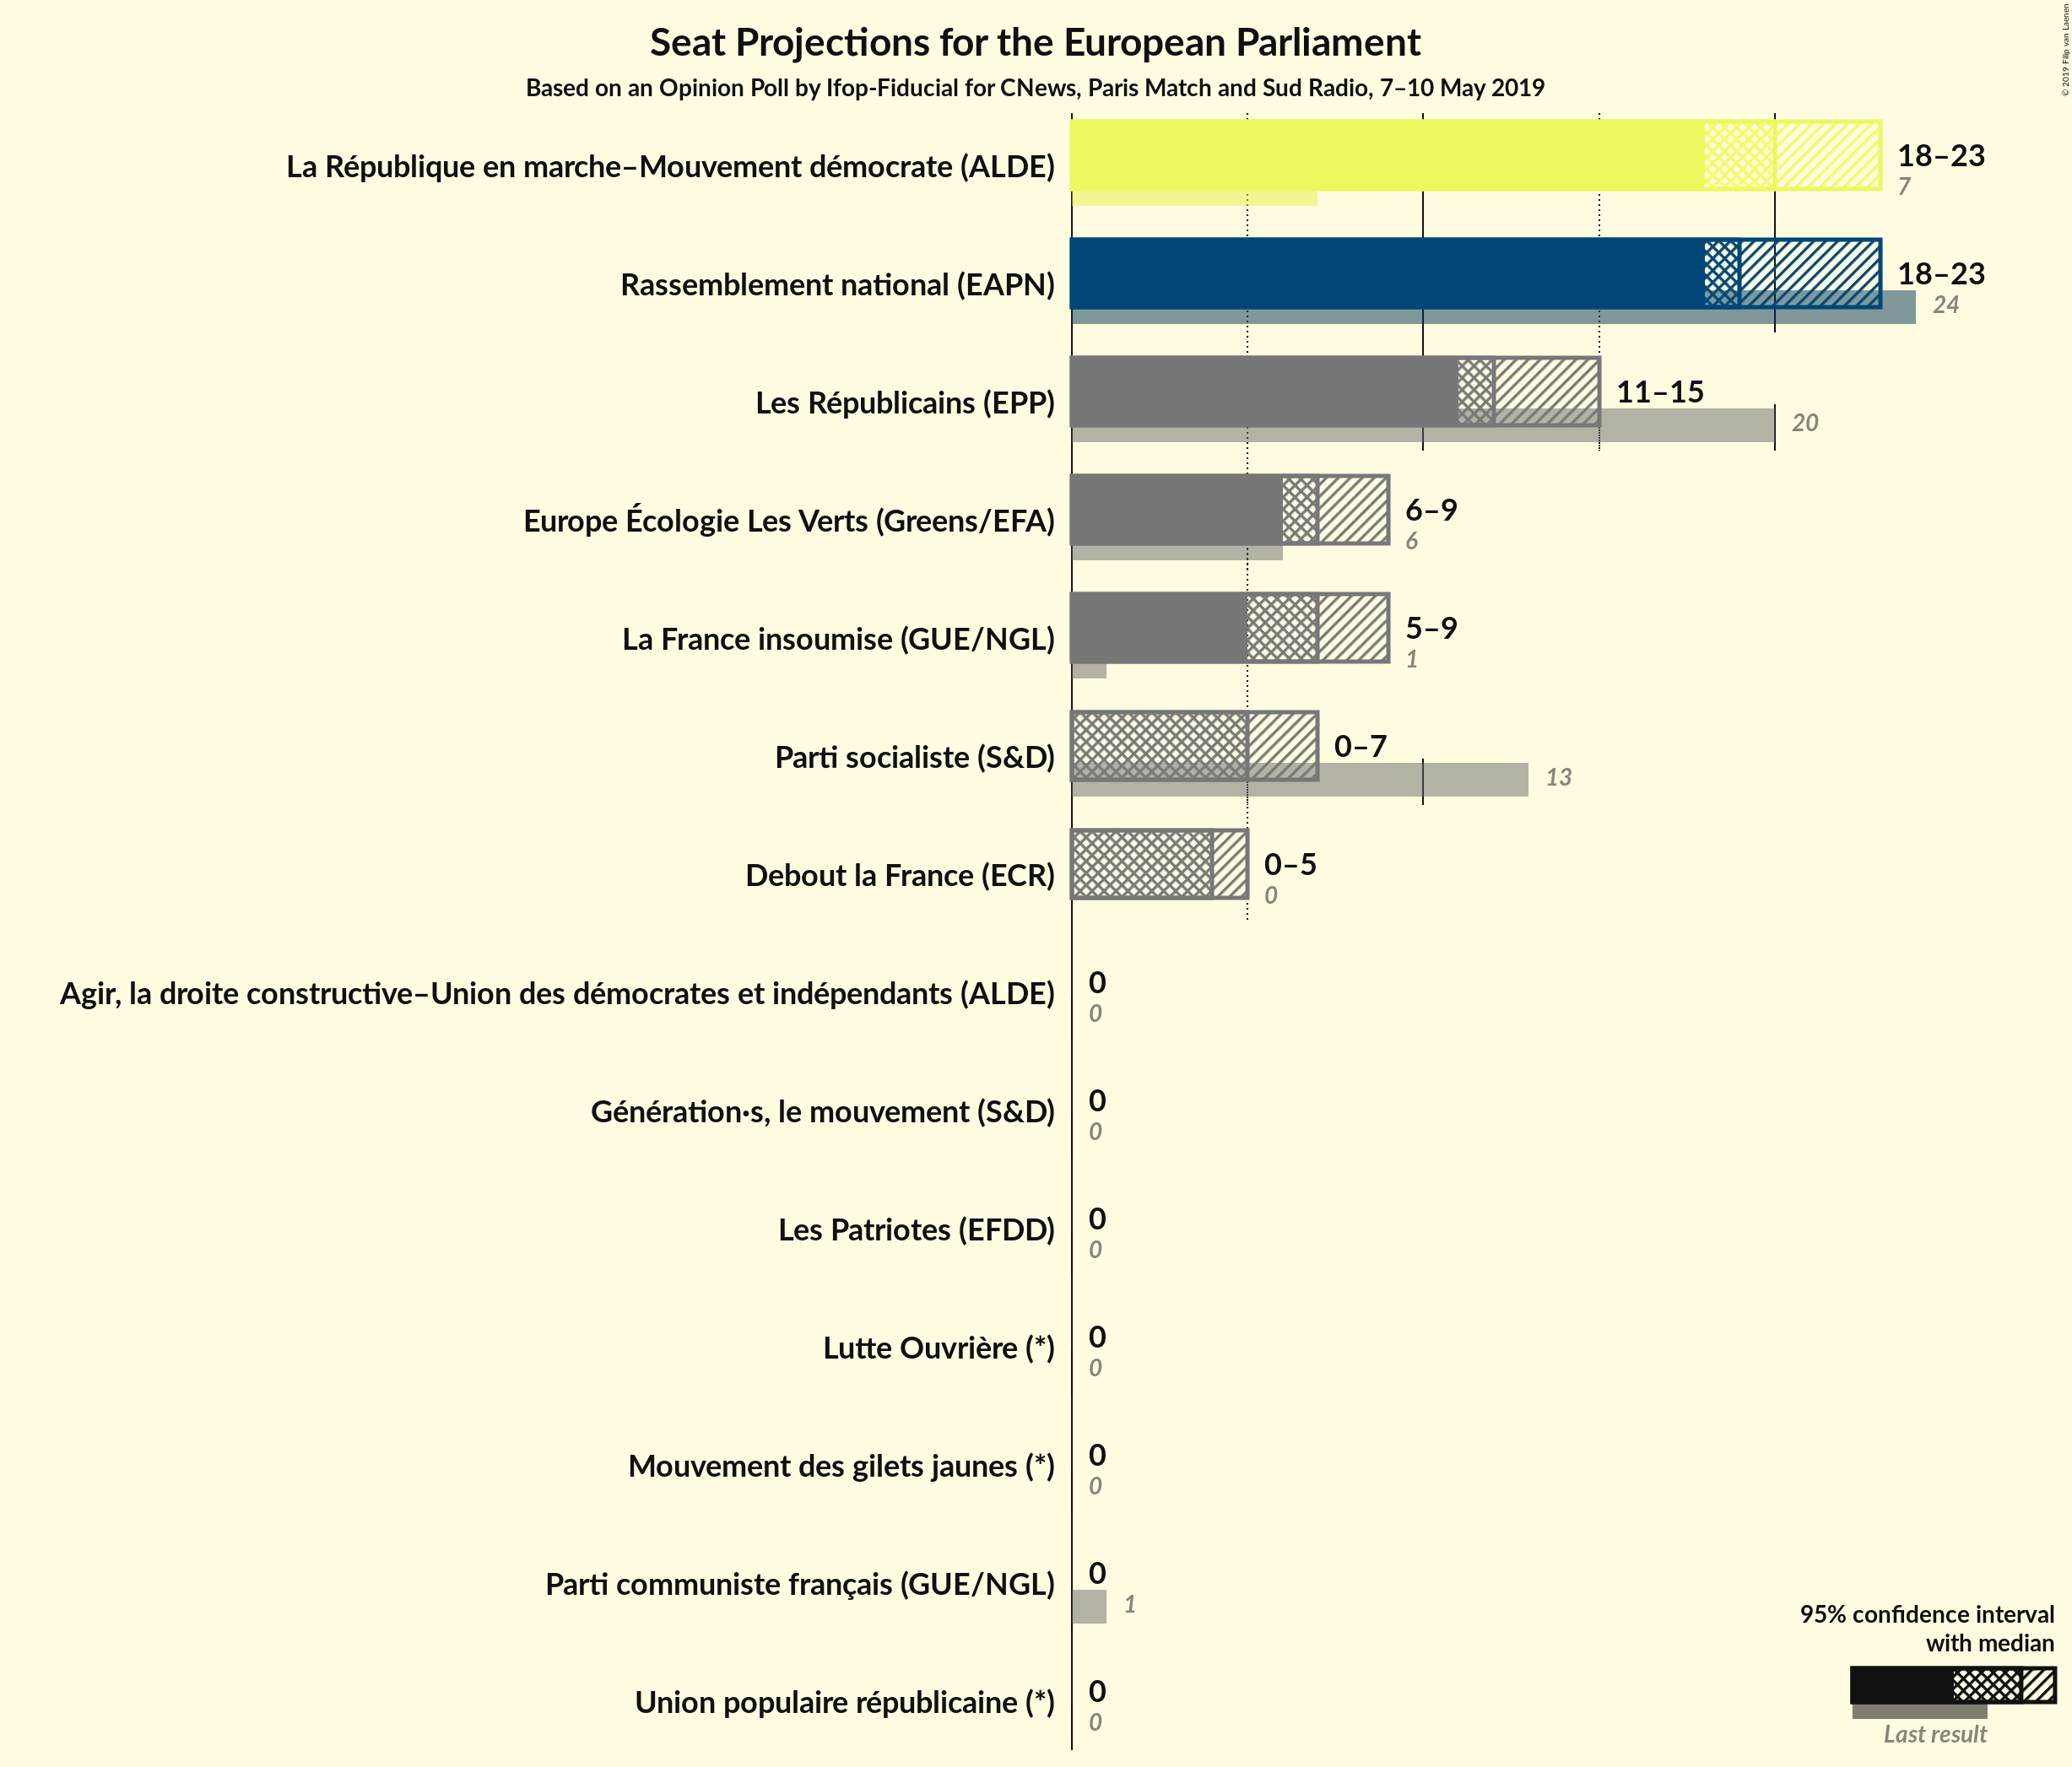 Seat Projections for the European Parliament
Based on an Opinion Poll by Ifop-Fiducial for CNews, Paris Match and Sud Radio, 7–10 May 2019
© 2019 Filip van Laenen
La République en marche–Mouvement démocrate (ALDE)
18–23
7
Rassemblement national (EAPN)
18–23
24
Les Républicains (EPP)
11–15
20
Europe Écologie Les Verts (Greens/EFA)
6–9
6
La France insoumise (GUE/NGL)
5–9
1
Parti socialiste (S&D)
0–7
13
Debout la France (ECR)
0–5
0
Agir, la droite constructive–Union des démocrates et indépendants (ALDE)
0
0
Génération·s, le mouvement (S&D)
0
0
Les Patriotes (EFDD)
0
0
Lutte Ouvrière (*)
0
0
Mouvement des gilets jaunes (*)
0
0
Parti communiste français (GUE/NGL)
0
1
Union populaire républicaine (*)
0
0
95% confidence interval
with median
Last result